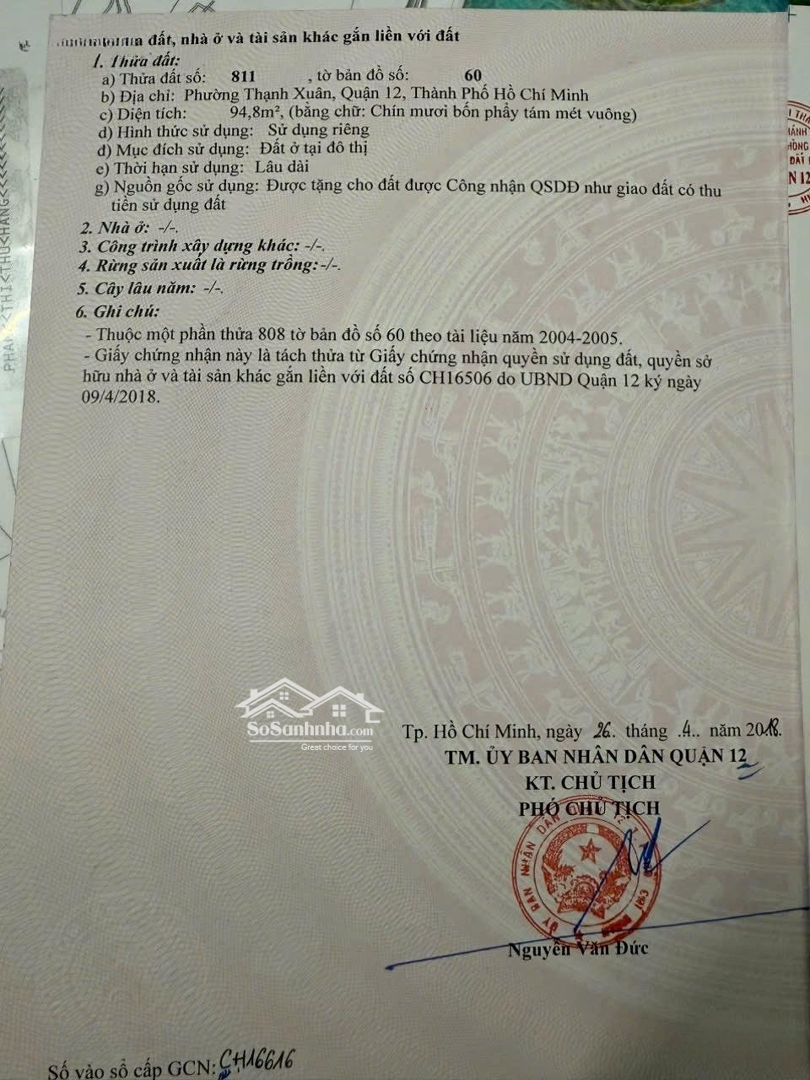 đất, nhà ở và tài sản khác gắn liền với đất
1. Thửa đất:
a) Thửa đất số: 811 , tờ bản đồ số: 60
b) Địa chỉ: Phường Thạnh Xuân, Quận 12, Thành Phố Hồ Chí Minh
c) Diện tích: 94,8m², (bằng chữ: Chín mươi bốn phẩy tám mét vuông)
d) Hình thức sử dụng: Sử dụng riêng
đ) Mục đích sử dụng: Đất ở tại đô thị
e) Thời hạn sử dụng: Lâu dài
g) Nguồn gốc sử dụng: Được tặng cho đất được Công nhận QSDĐ như giao đất có thu
tiền sử dụng đất
2. Nhà ở: -/-.
3. Công trình xây dựng khác: -/-.
4. Rừng sản xuất là rừng trồng:-/-.
5. Cây lâu năm: -/-.
6. Ghi chú:
- Thuộc một phần thửa 808 tờ bản đồ số 60 theo tài liệu năm 2004-2005.
- Giấy chứng nhận này là tách thửa từ Giấy chứng nhận quyền sử dụng đất, quyền sở
hữu nhà ở và tài sản khác gắn liền với đất số CH16506 do UBND Quận 12 ký ngày
09/4/2018.
SoSanhnha.com
Great choice for you
Tp. Hồ Chí Minh, ngày 26. tháng .4.. năm 2018.
TM. ỦY BAN NHÂN DÂN QUẬN 12
KT. CHỦ TỊCH
PHÓ CHỦ TỊCH
Nguyễn Văn Đức
Số vào sổ cấp GCN: CH16616